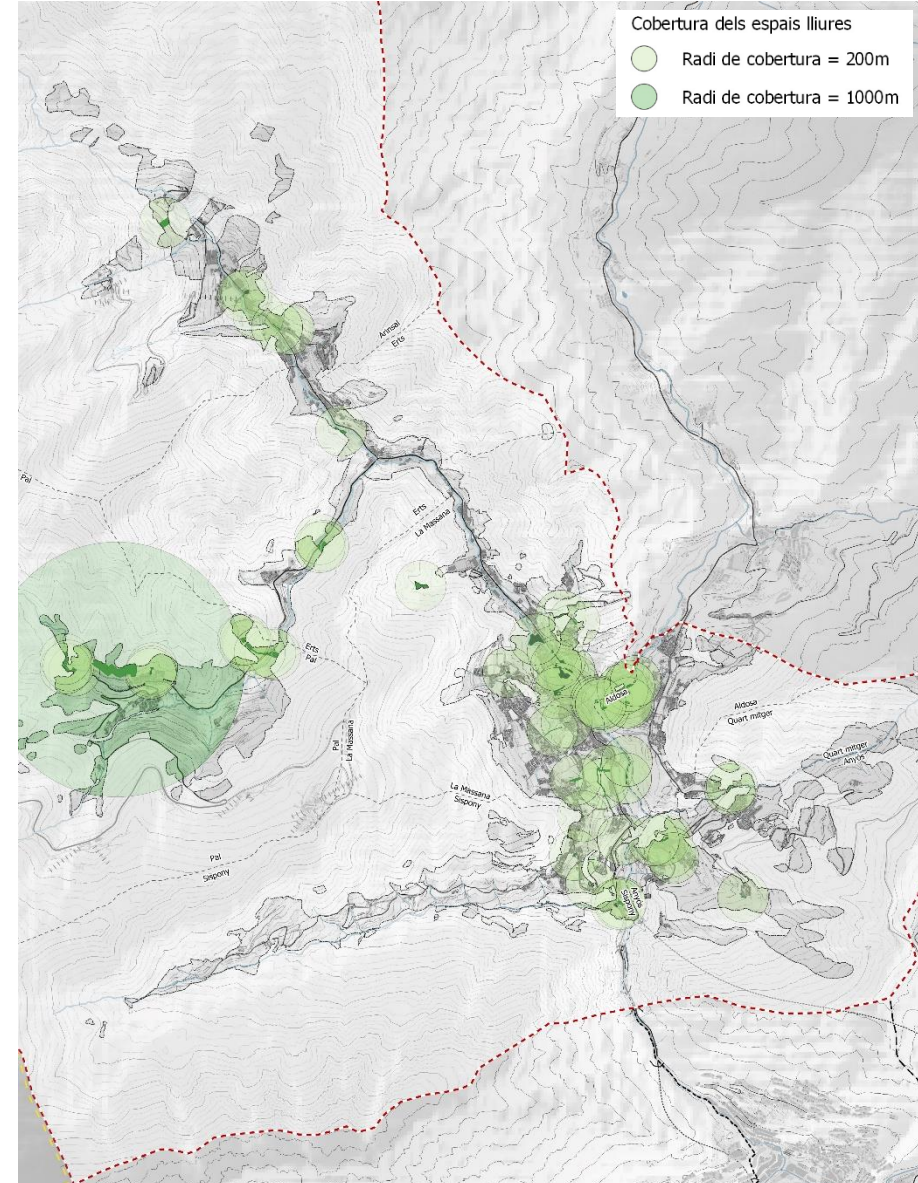 Cobertura dels espais lliures
Radi de cobertura = 200m
Radi de cobertura = 1000m
Arinsal
Erts
Pal
Erts
La Massana
Erts
Pal
Aldosa
Aldosa
Quart mitger
Pal
La Massana
Quart mitger
Anyós
La Massana
Sispony
Pal
Sispony
Anyós
Sispony